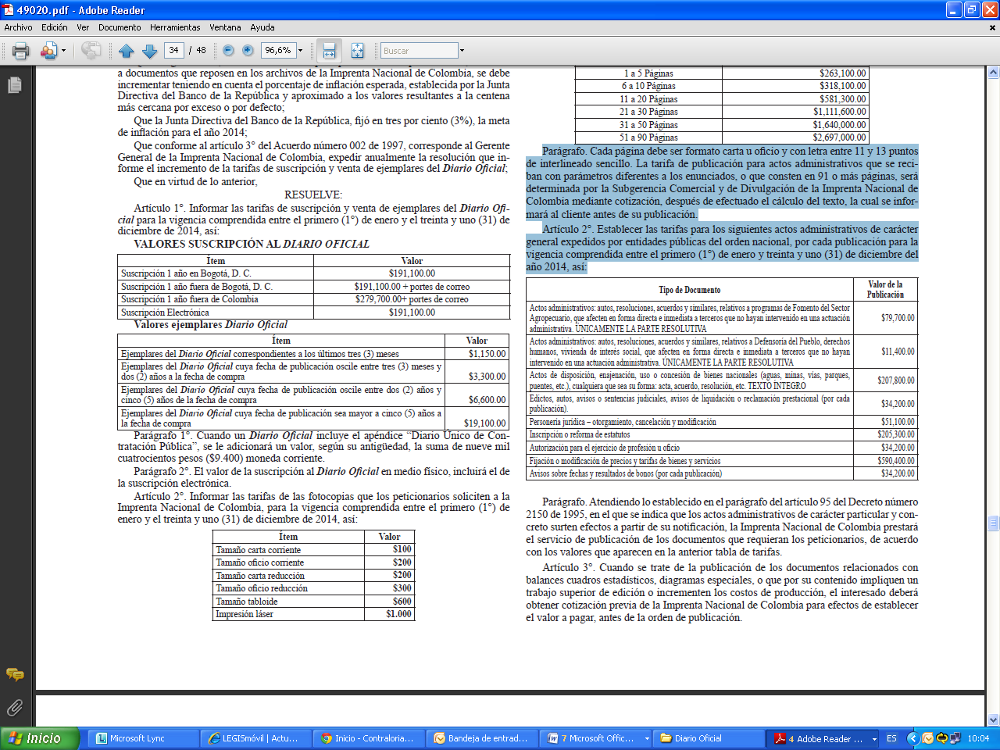 49020.pdf - Adobe Reader
Archivo Edición Ver Documento Herramientas Ventana Ayuda
34 / 48 96,6% Buscar
a documentos que reposen en los archivos de la Imprenta Nacional de Colombia, se debe
incrementar teniendo en cuenta el porcentaje de inflación esperada, establecida por la Junta
Directiva del Banco de la República y aproximado a los valores resultantes a la centena
más cercana por exceso o por defecto;
Que la Junta Directiva del Banco de la República, fijó en tres por ciento (3%), la meta
de inflación para el año 2014;
Que conforme al artículo 3° del Acuerdo número 002 de 1997, corresponde al Gerente
General de la Imprenta Nacional de Colombia, expedir anualmente la resolución que in-
forme el incremento de la tarifas de suscripción y venta de ejemplares del Diario Oficial;
Que en virtud de lo anterior,
RESUELVE:
Artículo 1°. Informar las tarifas de suscripción y venta de ejemplares del Diario Ofi-
cial para la vigencia comprendida entre el primero (1°) de enero y el treinta y uno (31) de
diciembre de 2014, así:
VALORES SUSCRIPCIÓN AL DIARIO OFICIAL
Ítem Valor
Suscripción 1 año en Bogotá, D. C. $191,100.00
Suscripción 1 año fuera de Bogotá, D. C. $191,100.00 + portes de correo
Suscripción 1 año fuera de Colombia $279,700.00+ portes de correo
Suscripción Electrónica $191,100.00
Valores ejemplares Diario Oficial
Ítem Valor
Ejemplares del Diario Oficial correspondientes a los últimos tres (3) meses $1,150.00
Ejemplares del Diario Oficial cuya fecha de publicación oscile entre tres (3) meses y
dos (2) años a la fecha de compra $3,300.00
Ejemplares del Diario Oficial cuya fecha de publicación oscile entre dos (2) años y
cinco (5) años de la fecha de compra $6,600.00
Ejemplares del Diario Oficial cuya fecha de publicación sea mayor a cinco (5) años a
la fecha de compra $19,100.00
Parágrafo 1°. Cuando un Diario Oficial incluye el apéndice “Diario Único de Con-
tratación Pública”, se le adicionará un valor, según su antigüedad, la suma de nueve mil
cuatrocientos pesos ($9.400) moneda corriente.
Parágrafo 2°. El valor de la suscripción al Diario Oficial en medio físico, incluirá el de
la suscripción electrónica.
Artículo 2°. Informar las tarifas de las fotocopias que los peticionarios soliciten a la
Imprenta Nacional de Colombia, para la vigencia comprendida entre el primero (1°) de
enero y el treinta y uno (31) de diciembre de 2014, así:
Ítem Valor
Tamaño carta corriente $100
Tamaño oficio corriente $200
Tamaño carta reducción $200
Tamaño oficio reducción $300
Tamaño tabloide $600
Impresión láser $1.000
1 a 5 Páginas $263,100.00
6 a 10 Páginas $318,100.00
11 a 20 Páginas $581,300.00
21 a 30 Páginas $1,111,600.00
31 a 50 Páginas $1,640,000.00
51 a 90 Páginas $2,697,000.00
Parágrafo. Cada página debe ser formato carta u oficio y con letra entre 11 y 13 puntos
de interlineado sencillo. La tarifa de publicación para actos administrativos que se reci-
ban con parámetros diferentes a los enunciados, o que consten en 91 o más páginas, será
determinada por la Subgerencia Comercial y de Divulgación de la Imprenta Nacional de
Colombia mediante cotización, después de efectuado el cálculo del texto, la cual se infor-
mará al cliente antes de su publicación.
Artículo 2°. Establecer las tarifas para los siguientes actos administrativos de carácter
general expedidos por entidades públicas del orden nacional, por cada publicación para la
vigencia comprendida entre el primero (1°) de enero y treinta y uno (31) de diciembre del
año 2014, así:
Tipo de Documento Valor de la
Publicación
Actos administrativos: autos, resoluciones, acuerdos y similares, relativos a programas de Fomento del Sector
Agropecuario, que afecten en forma directa e inmediata a terceros que no hayan intervenido en una actuación
administrativa. ÚNICAMENTE LA PARTE RESOLUTIVA $79,700.00
Actos administrativos: autos, resoluciones, acuerdos y similares, relativos a Defensoría del Pueblo, derechos
humanos, vivienda de interés social, que afecten en forma directa e inmediata a terceros que no hayan
intervenido en una actuación administrativa. ÚNICAMENTE LA PARTE RESOLUTIVA $11,400.00
Actos de disposición, enajenación, uso o concesión de bienes nacionales (aguas, minas, vías, parques,
puentes, etc.), cualquiera que sea su forma: acta, acuerdo, resolución, etc. TEXTO ÍNTEGRO $207,800.00
Edictos, autos, avisos o sentencias judiciales, avisos de liquidación o reclamación prestacional (por cada
publicación). $34,200.00
Personería jurídica – otorgamiento, cancelación y modificación $51,100.00
Inscripción o reforma de estatutos $205,300.00
Autorización para el ejercicio de profesión u oficio $34,200.00
Fijación o modificación de precios y tarifas de bienes y servicios $590,400.00
Avisos sobre fechas y resultados de bonos (por cada publicación) $34,200.00
Parágrafo. Atendiendo lo establecido en el parágrafo del artículo 95 del Decreto número
2150 de 1995, en el que se indica que los actos administrativos de carácter particular y con-
creto surten efectos a partir de su notificación, la Imprenta Nacional de Colombia prestará
el servicio de publicación de los documentos que requieran los peticionarios, de acuerdo
con los valores que aparecen en la anterior tabla de tarifas.
Artículo 3°. Cuando se trate de la publicación de los documentos relacionados con
balances cuadros estadísticos, diagramas especiales, o que por su contenido impliquen un
trabajo superior de edición o incrementen los costos de producción, el interesado deberá
obtener cotización previa de la Imprenta Nacional de Colombia para efectos de establecer
el valor a pagar, antes de la orden de publicación.
Inicio Microsoft Lync LEGISmóvil | Actu... Inicio - Contraloria... Bandeja de entrad... 7 Microsoft Offic... Diario Oficial 4 Adobe Reader ... ES 10:04